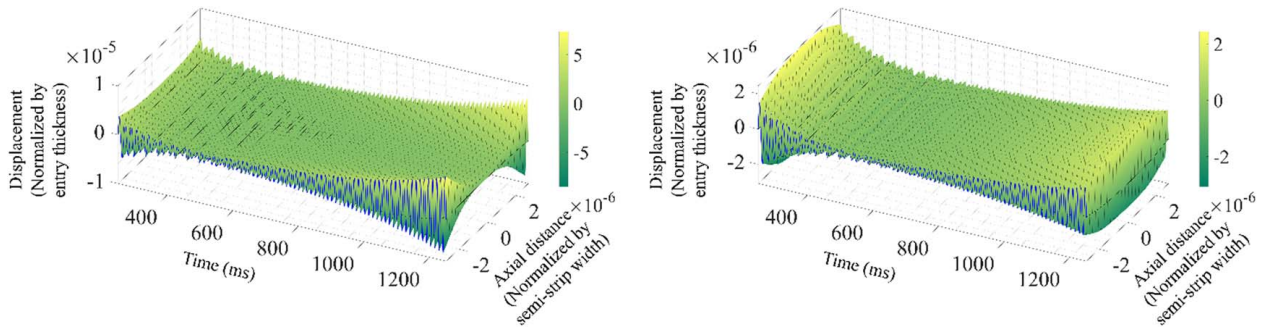 ×10⁻⁵
Displacement
(Normalized by
entry thickness)
1
0
-1
400
600
800
1000
1200
Time (ms)
-2
0
2
Axial distance×10⁻⁶
(Normalized by
semi-strip width)
5
0
-5
×10⁻⁶
Displacement
(Normalized by
entry thickness)
2
0
-2
400
600
800
1000
1200
Time (ms)
-2
0
2
Axial distance×10⁻⁶
(Normalized by
semi-strip width)
2
0
-2